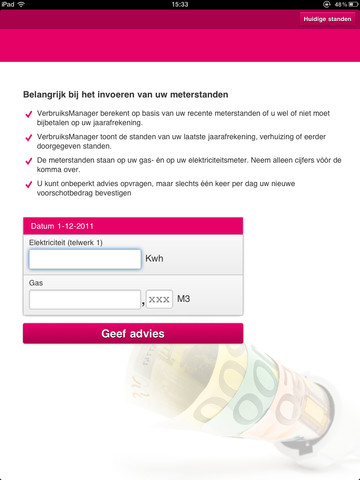 iPad 15:33 48 %
Huidige standen
Belangrijk bij het invoeren van uw meterstanden
VerbruiksManager berekent op basis van uw recente meterstanden of u wel of niet moet
bijbetalen op uw jaarafrekening.
VerbruiksManager toont de standen van uw laatste jaarafrekening, verhuizing of eerder
doorgegeven standen.
De meterstanden staan op uw gas- én op uw elektriciteitsmeter. Neem alleen cijfers vóór de
komma over.
U kunt onbeperkt advies opvragen, maar slechts één keer per dag uw nieuwe
voorschotbedrag bevestigen
Datum 1-12-2011
Elektriciteit (telwerk 1)
Kwh
Gas
, xxx M3
Geef advies